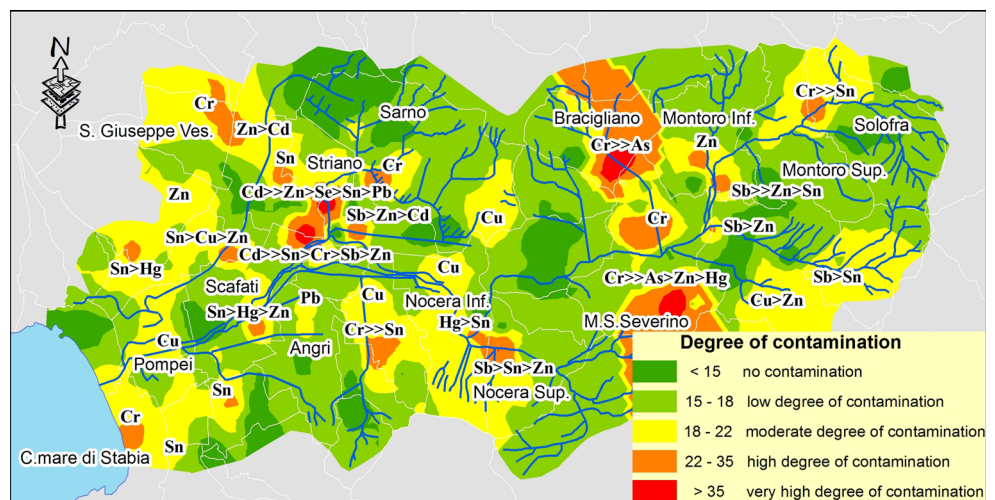 N
Cr
Zn>Cd
S. Giuseppe Ves.
Sarno
Bracigliano
Montoro Inf.
Cr>>Sn
Solofra
Sn
Striano
Cr
Cr>>As
Zn
Montoro Sup.
Zn
Cd>>Zn>Se>Sn>Pb
Sb>>Zn>Sn
Sb>Zn>Cd
Cu
Cr
Sb>Zn
Sn>Cu>Zn
Cd>>Sn>Cr>Sb>Zn
Sn>Hg
Cu
Cr>>As>Zn>Hg
Sb>Sn
Scafati
Pb
Cu
Nocera Inf.
Cu>Zn
Sn>Hg>Zn
Hg>Sn
M.S.Severino
Cu
Cr>>Sn
Pompei
Angri
Sb>Sn>Zn
Sn
Nocera Sup.
Cr
Sn
C.mare di Stabia
Degree of contamination
< 15 no contamination
15 - 18 low degree of contamination
18 - 22 moderate degree of contamination
22 - 35 high degree of contamination
> 35 very high degree of contamination